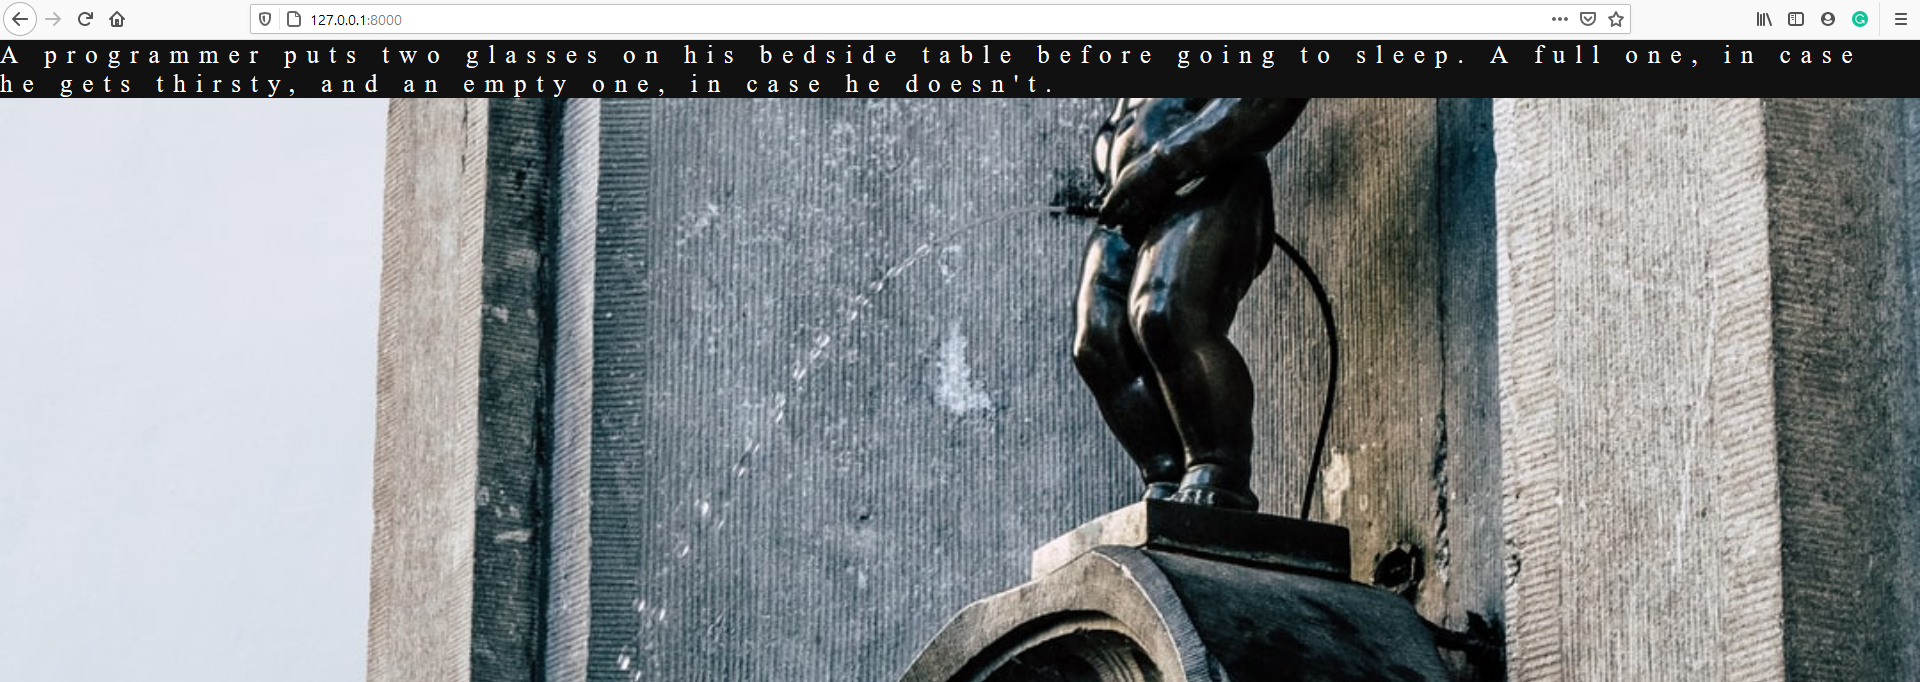 127.0.0.1:8000
A programmer puts two glasses on his bedside table before going to sleep. A full one, in case
he gets thirsty, and an empty one, in case he doesn't.